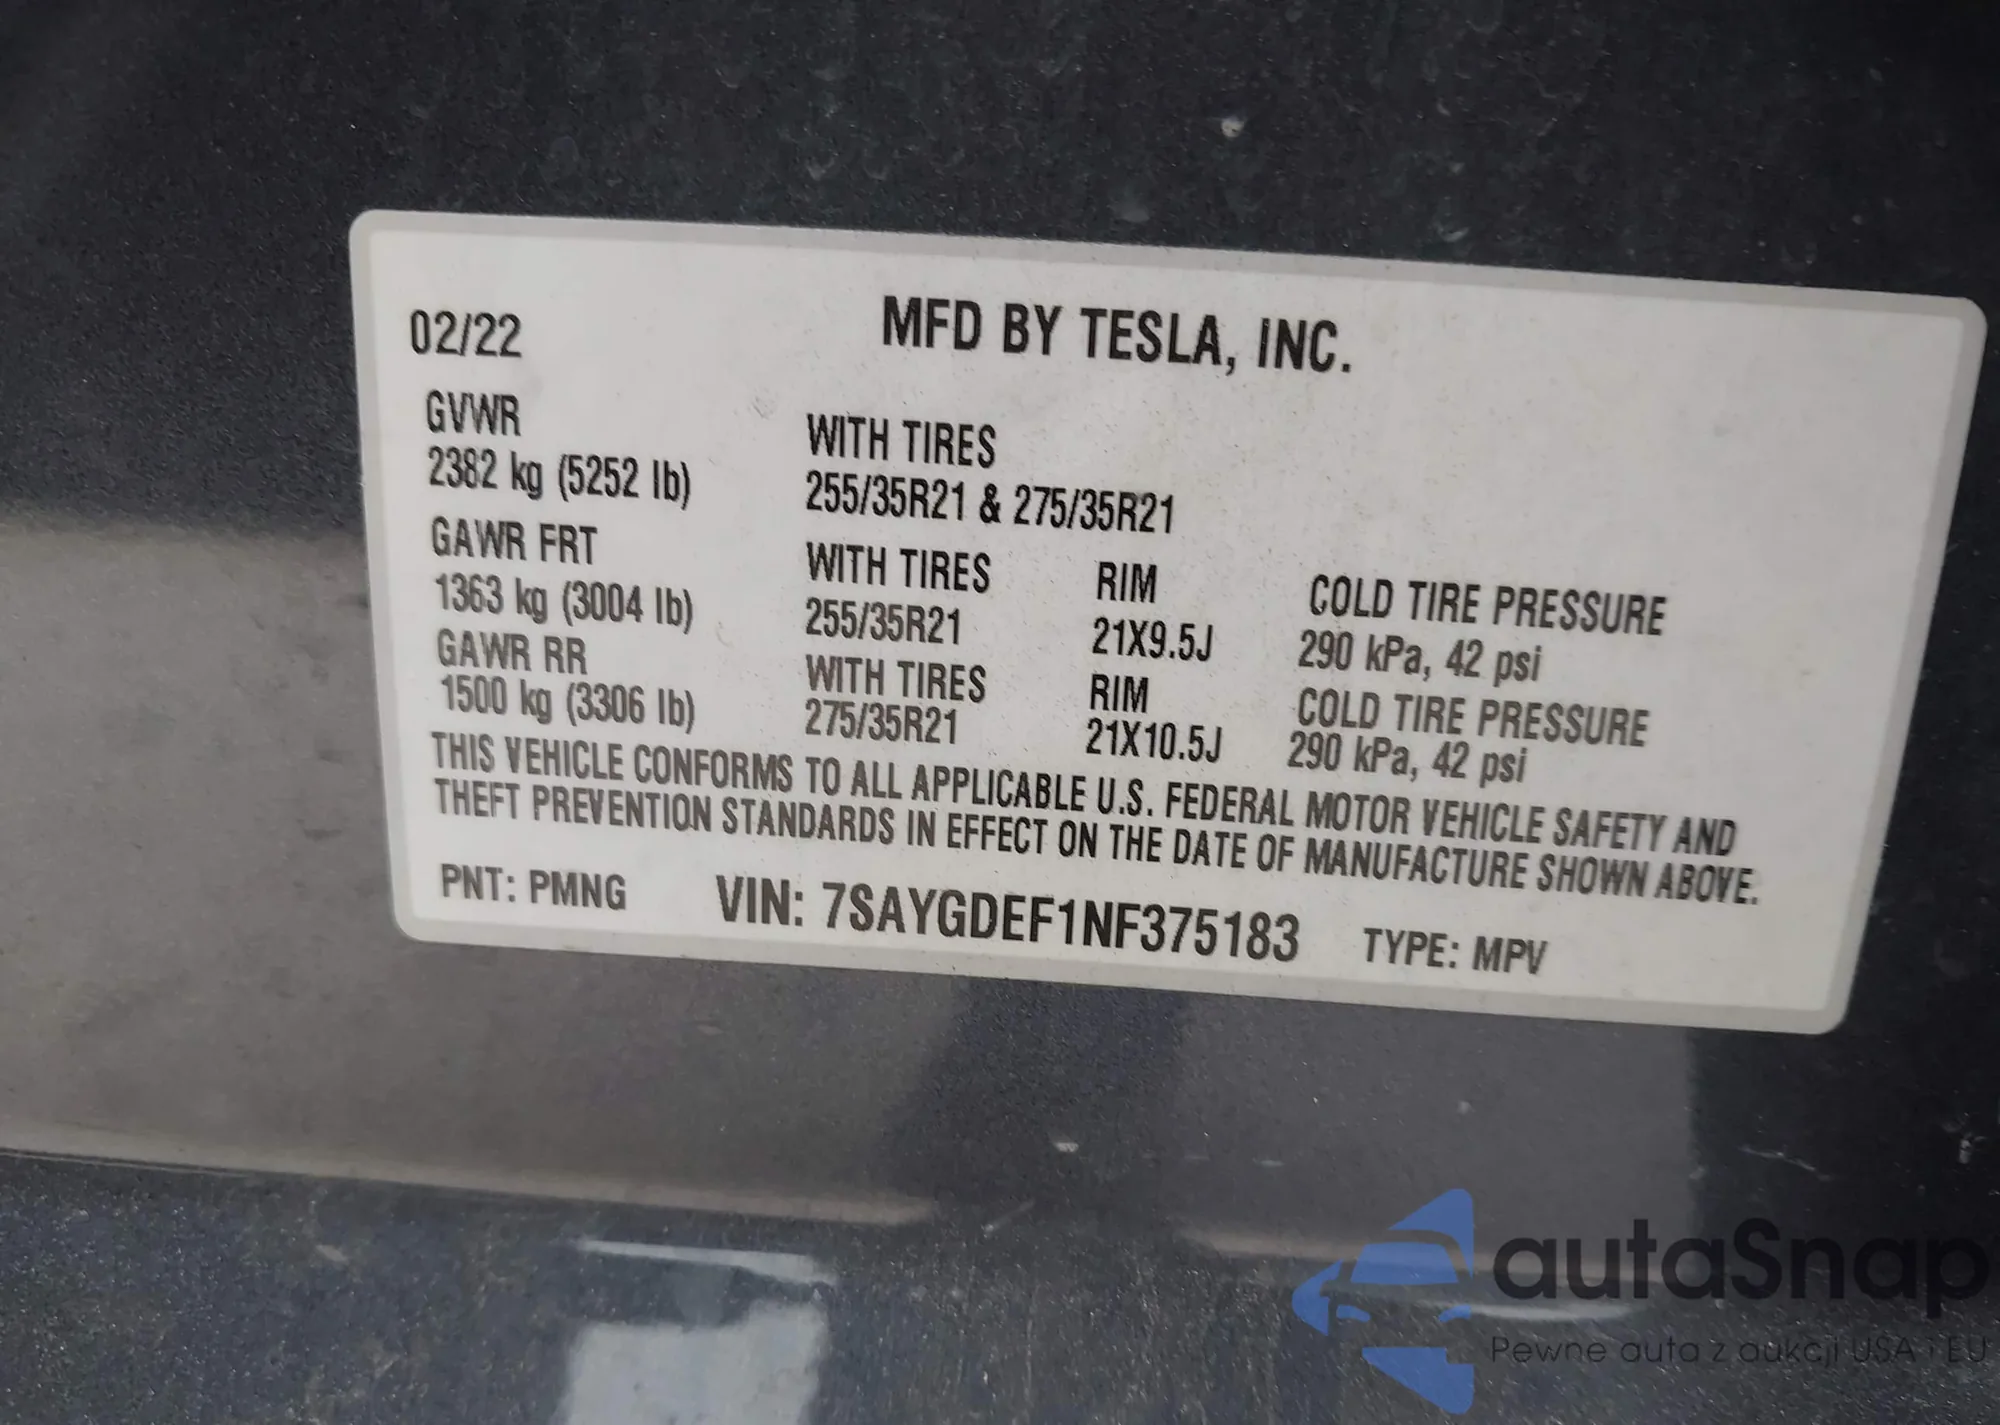 02/22 MFD BY TESLA, INC.
GVWR WITH TIRES
2382 kg (5252 lb) 255/35R21 & 275/35R21
GAWR FRT WITH TIRES RIM COLD TIRE PRESSURE
1363 kg (3004 lb) 255/35R21 21X9.5J 290 kPa, 42 psi
GAWR RR WITH TIRES RIM COLD TIRE PRESSURE
1500 kg (3306 lb) 275/35R21 21X10.5J 290 kPa, 42 psi
THIS VEHICLE CONFORMS TO ALL APPLICABLE U.S. FEDERAL MOTOR VEHICLE SAFETY AND
THEFT PREVENTION STANDARDS IN EFFECT ON THE DATE OF MANUFACTURE SHOWN ABOVE.
PNT: PMNG VIN: 7SAYGDEF1NF375183 TYPE: MPV
autaSnap
Pewne auta z aukcji USA i EU